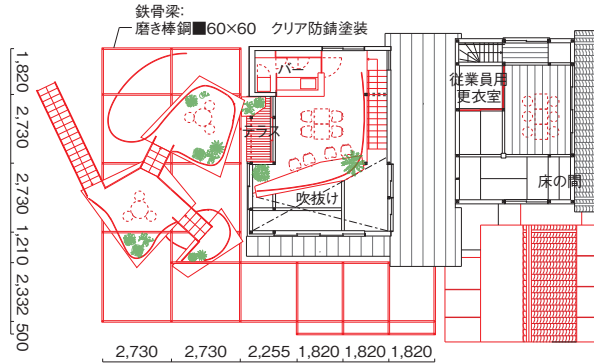 鉄骨梁:
磨き棒鋼■60×60　クリア防錆塗装
バー
従業員用
更衣室
テラス
床の間
吹抜け
1,820
2,730
2,730
1,210
2,332
500
2,730 2,730 2,255 1,820 1,820 1,820